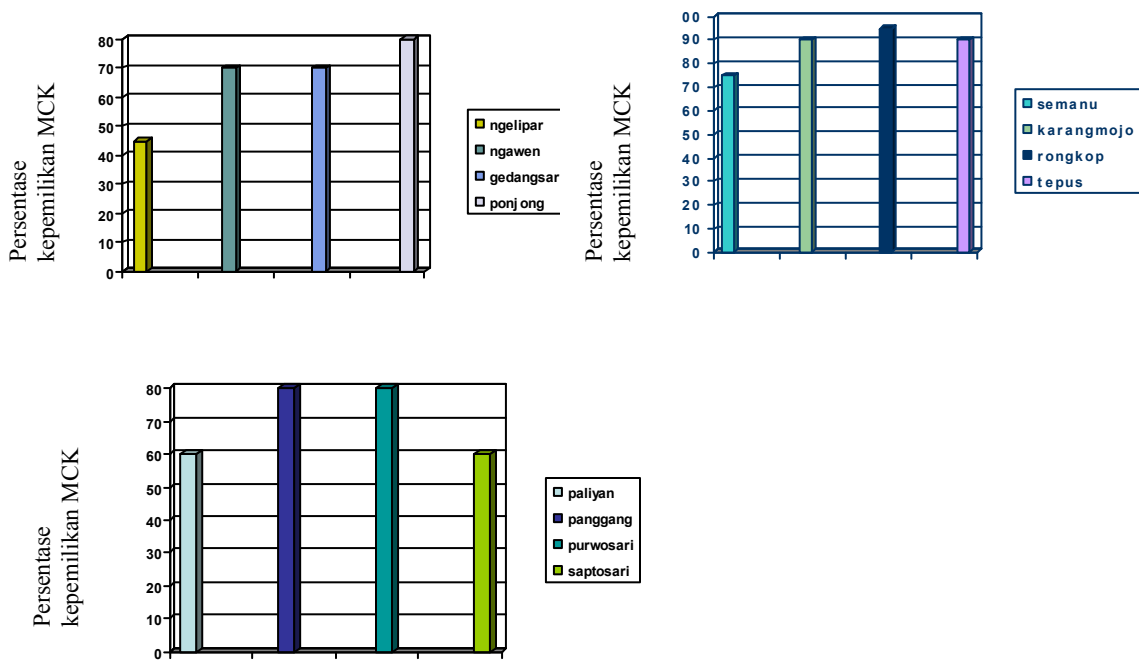 Persentase
kepemilikan MCK
80
70
60
50
40
30
20
10
0
ngelipar
ngawen
gedangsar
ponjong
Persentase
kepemilikan MCK
00
90
80
70
60
50
40
30
20
10
0
semanu
karangmojo
rongkop
tepus
Persentase
kepemilikan MCK
80
70
60
50
40
30
20
10
0
paliyan
panggang
purwosari
saptosari